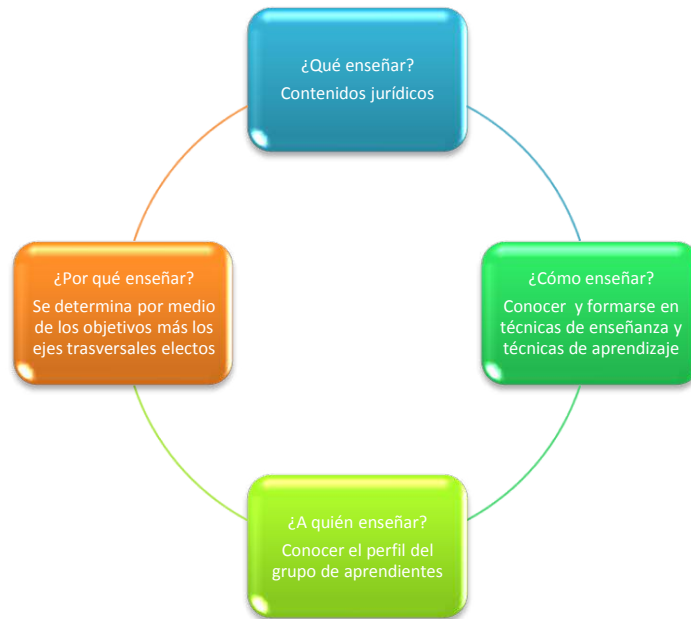 ¿Qué enseñar?
Contenidos jurídicos
¿Por qué enseñar?
Se determina por medio
de los objetivos más los
ejes trasversales electos
¿Cómo enseñar?
Conocer y formarse en
técnicas de enseñanza y
técnicas de aprendizaje
¿A quién enseñar?
Conocer el perfil del
grupo de aprendientes